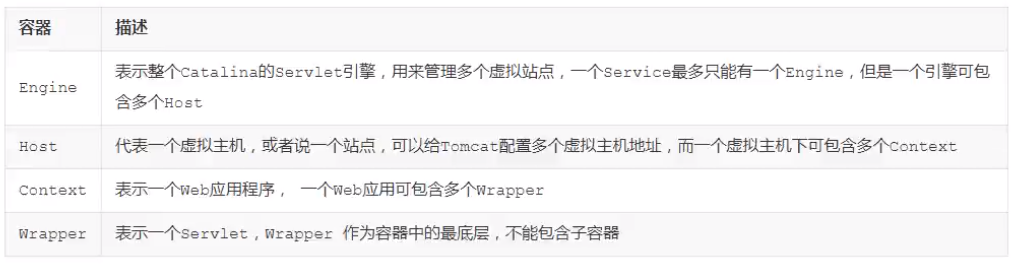 容器 描述
Engine 表示整个Catalina的Servlet引擎,用来管理多个虚拟站点,一个Service最多只能有一个Engine,但是一个引擎可包
含多个Host
Host 代表一个虚拟主机,或者说一个站点,可以给Tomcat配置多个虚拟主机地址,而一个虚拟主机下可包含多个Context
Context 表示一个Web应用程序, 一个Web应用可包含多个Wrapper
Wrapper 表示一个Servlet,Wrapper 作为容器中的最底层,不能包含子容器